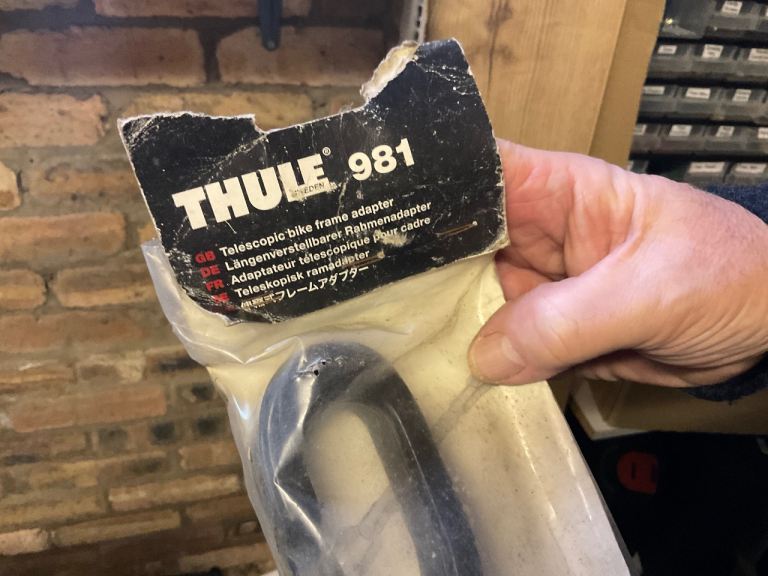 THULE® 981
SWEDEN
GB Telescopic bike frame adapter
DE Längenverstellbarer Rahmenadapter
FR Adaptateur télescopique pour cadre
SE Teleskopisk ramadapter
フレームアダプター